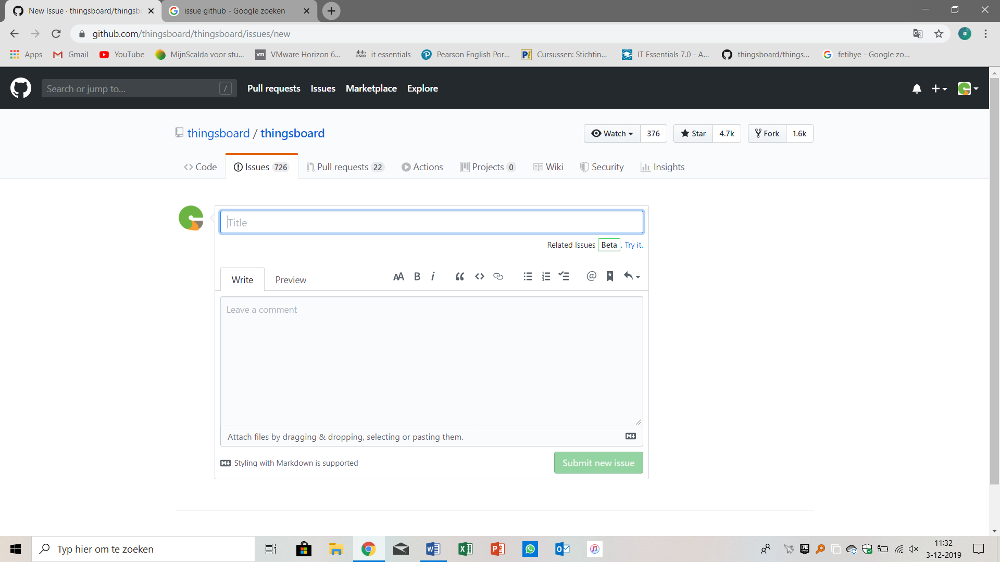 New Issue · thingsboard/thingsbo
issue github - Google zoeken
github.com/thingsboard/thingsboard/issues/new
Apps
Gmail
YouTube
MijnScalda voor stu...
vm
VMware Horizon 6...
cisco
it essentials
Pearson English Por...
P!
Cursussen: Stichtin...
IT Essentials 7.0 - A...
thingsboard/things...
fetihye - Google zo...
Search or jump to...
/
Pull requests
Issues
Marketplace
Explore
thingsboard / thingsboard
Watch
376
Star
4.7k
Fork
1.6k
Code
Issues 726
Pull requests 22
Actions
Projects 0
Wiki
Security
Insights
Title
Related Issues Beta. Try it.
Write
Preview
AA B i
@
Leave a comment
Attach files by dragging & dropping, selecting or pasting them.
Styling with Markdown is supported
Submit new issue
Typ hier om te zoeken
11:32
3-12-2019